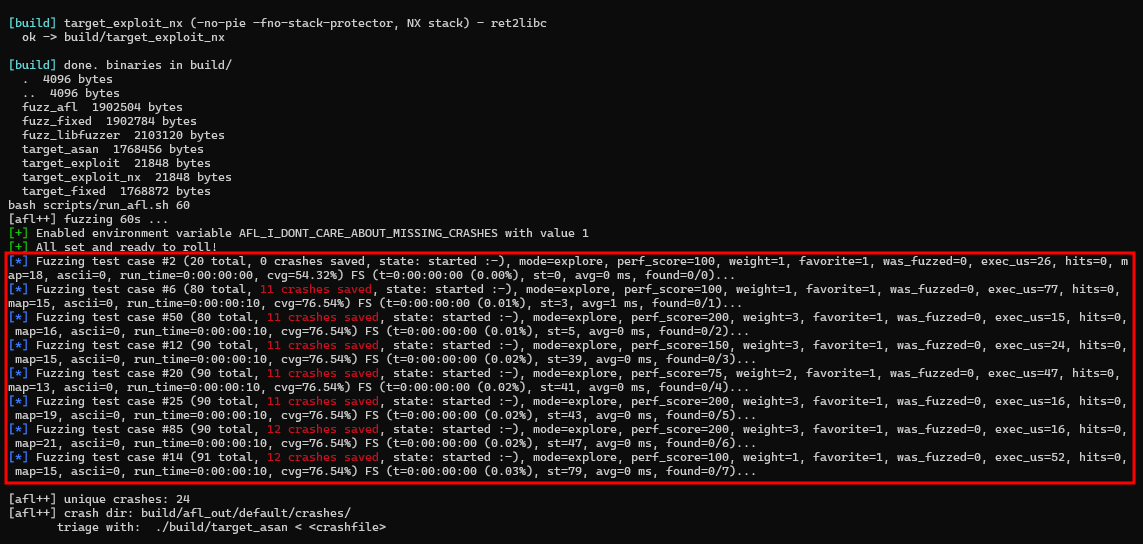 [build] target_exploit_nx (-no-pie -fno-stack-protector, NX stack) - ret2libc
ok -> build/target_exploit_nx
[build] done. binaries in build/
. 4096 bytes
.. 4096 bytes
fuzz_afl 1902504 bytes
fuzz_fixed 1902784 bytes
fuzz_libfuzzer 2103120 bytes
target_asan 1768456 bytes
target_exploit 21848 bytes
target_exploit_nx 21848 bytes
target_fixed 1768872 bytes
bash scripts/run_afl.sh 60
[afl++] fuzzing 60s ...
[+] Enabled environment variable AFL_I_DONT_CARE_ABOUT_MISSING_CRASHES with value 1
[+] All set and ready to roll!
[*] Fuzzing test case #2 (20 total, 0 crashes saved, state: started :-), mode=explore, perf_score=100, weight=1, favorite=1, was_fuzzed=0, exec_us=26, hits=0, m
ap=18, ascii=0, run_time=0:00:00:00, cvg=54.32%) FS (t=0:00:00:00 (0.00%), st=0, avg=0 ms, found=0/0)...
[*] Fuzzing test case #6 (80 total, 11 crashes saved, state: started :-), mode=explore, perf_score=100, weight=1, favorite=1, was_fuzzed=0, exec_us=77, hits=0,
map=15, ascii=0, run_time=0:00:00:10, cvg=76.54%) FS (t=0:00:00:00 (0.01%), st=3, avg=1 ms, found=0/1)...
[*] Fuzzing test case #50 (80 total, 11 crashes saved, state: started :-), mode=explore, perf_score=200, weight=3, favorite=1, was_fuzzed=0, exec_us=15, hits=0,
map=16, ascii=0, run_time=0:00:00:10, cvg=76.54%) FS (t=0:00:00:00 (0.01%), st=5, avg=0 ms, found=0/2)...
[*] Fuzzing test case #12 (90 total, 11 crashes saved, state: started :-), mode=explore, perf_score=150, weight=3, favorite=1, was_fuzzed=0, exec_us=24, hits=0,
map=15, ascii=0, run_time=0:00:00:10, cvg=76.54%) FS (t=0:00:00:00 (0.02%), st=39, avg=0 ms, found=0/3)...
[*] Fuzzing test case #20 (90 total, 11 crashes saved, state: started :-), mode=explore, perf_score=75, weight=2, favorite=1, was_fuzzed=0, exec_us=47, hits=0,
map=13, ascii=0, run_time=0:00:00:10, cvg=76.54%) FS (t=0:00:00:00 (0.02%), st=41, avg=0 ms, found=0/4)...
[*] Fuzzing test case #25 (90 total, 11 crashes saved, state: started :-), mode=explore, perf_score=200, weight=3, favorite=1, was_fuzzed=0, exec_us=16, hits=0,
map=19, ascii=0, run_time=0:00:00:10, cvg=76.54%) FS (t=0:00:00:00 (0.02%), st=43, avg=0 ms, found=0/5)...
[*] Fuzzing test case #85 (90 total, 12 crashes saved, state: started :-), mode=explore, perf_score=200, weight=3, favorite=1, was_fuzzed=0, exec_us=16, hits=0,
map=21, ascii=0, run_time=0:00:00:10, cvg=76.54%) FS (t=0:00:00:00 (0.02%), st=47, avg=0 ms, found=0/6)...
[*] Fuzzing test case #14 (91 total, 12 crashes saved, state: started :-), mode=explore, perf_score=100, weight=1, favorite=1, was_fuzzed=0, exec_us=52, hits=0,
map=15, ascii=0, run_time=0:00:00:10, cvg=76.54%) FS (t=0:00:00:00 (0.03%), st=79, avg=0 ms, found=0/7)...
[afl++] unique crashes: 24
[afl++] crash dir: build/afl_out/default/crashes/
triage with: ./build/target_asan < <crashfile>